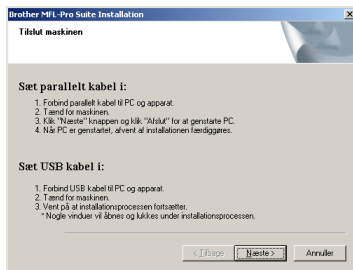 Brother MFL-Pro Suite Installation
Tilslut maskinen
Sæt parallelt kabel i:
1. Forbind parallelt kabel til PC og apparat.
2. Tænd for maskinen.
3. Klik "Næste" knappen og klik "Afslut" for at genstarte PC.
4. Når PC er genstartet, afvent af installationen færdiggøres.
Sæt USB kabel i:
1. Forbind USB kabel til PC og apparat.
2. Tænd for maskinen.
3. Vent på at installationsprocessen fortsætter.
* Nogle vinduer vil åbnes og lukkes under installationsprocessen.
< Tilbage Næste > Annuller